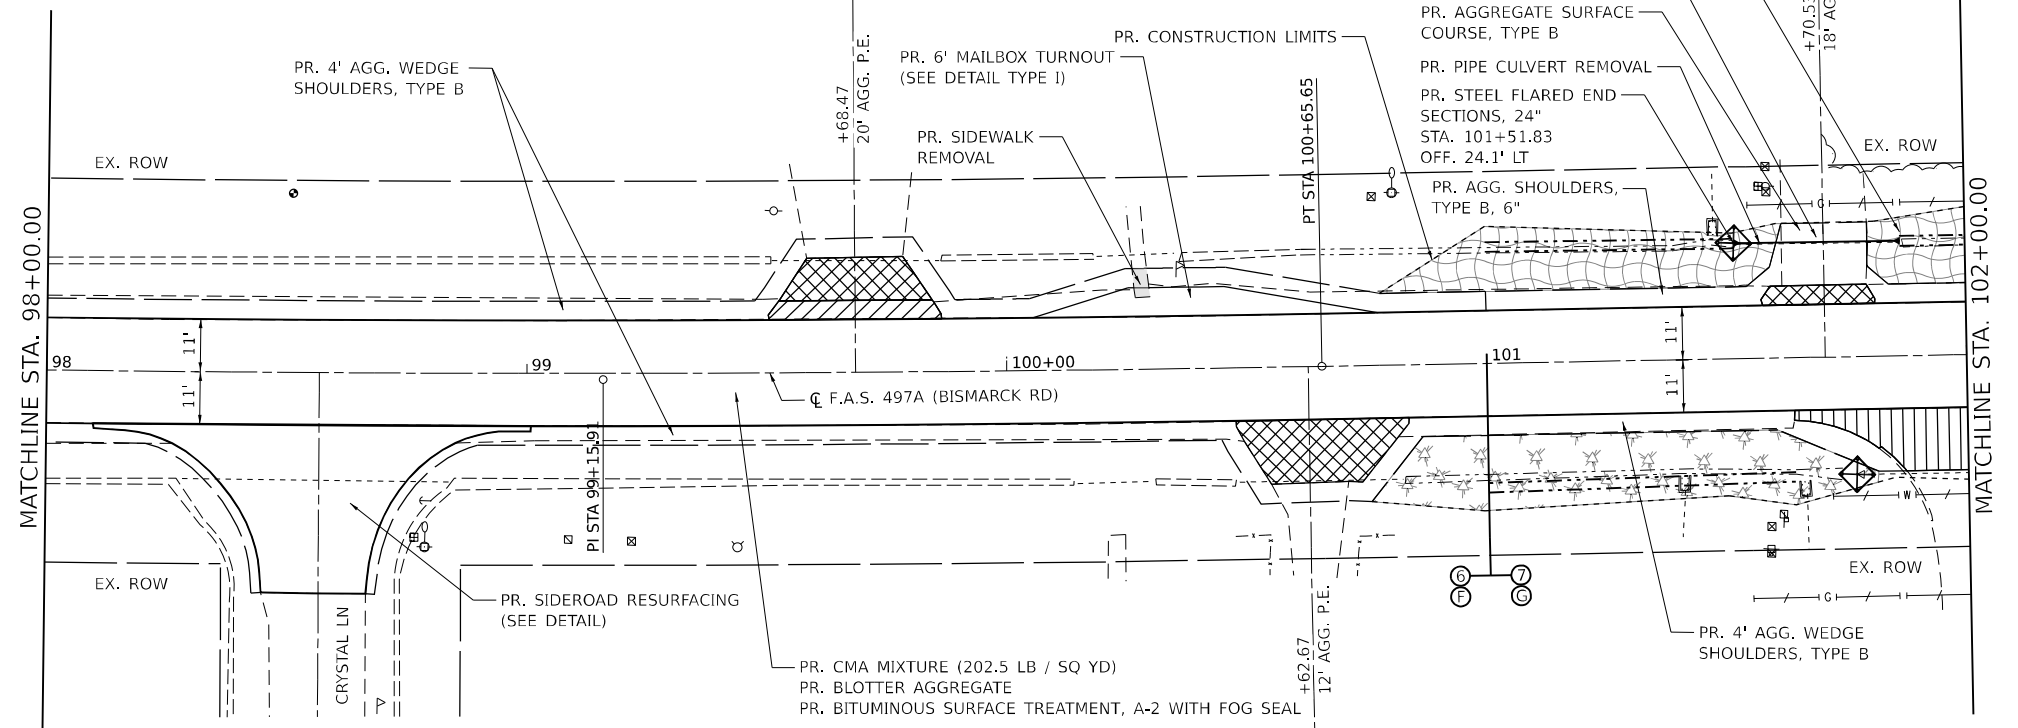 PR. AGGREGATE SURFACE
COURSE, TYPE B
+70.53
18' AG
PR. CONSTRUCTION LIMITS
PR. 6' MAILBOX TURNOUT
(SEE DETAIL TYPE I)
PR. 4' AGG. WEDGE
SHOULDERS, TYPE B
+68.47
20' AGG. P.E.
PT STA 100+65.65
PR. PIPE CULVERT REMOVAL
PR. STEEL FLARED END
SECTIONS, 24"
STA. 101+51.83
OFF. 24.1' LT
PR. SIDEWALK
REMOVAL
EX. ROW
EX. ROW
PR. AGG. SHOULDERS,
TYPE B, 6"
G
MATCHLINE STA. 98+00.00
MATCHLINE STA. 102+00.00
11'
11'
98
99
100+00
101
11'
11'
℄ F.A.S. 497A (BISMARCK RD)
PI STA 99+15.91
W
EX. ROW
EX. ROW
6
7
F
G
G
PR. SIDEROAD RESURFACING
(SEE DETAIL)
CRYSTAL LN
PR. 4' AGG. WEDGE
SHOULDERS, TYPE B
+62.67
12' AGG. P.E.
PR. CMA MIXTURE (202.5 LB / SQ YD)
PR. BLOTTER AGGREGATE
PR. BITUMINOUS SURFACE TREATMENT, A-2 WITH FOG SEAL